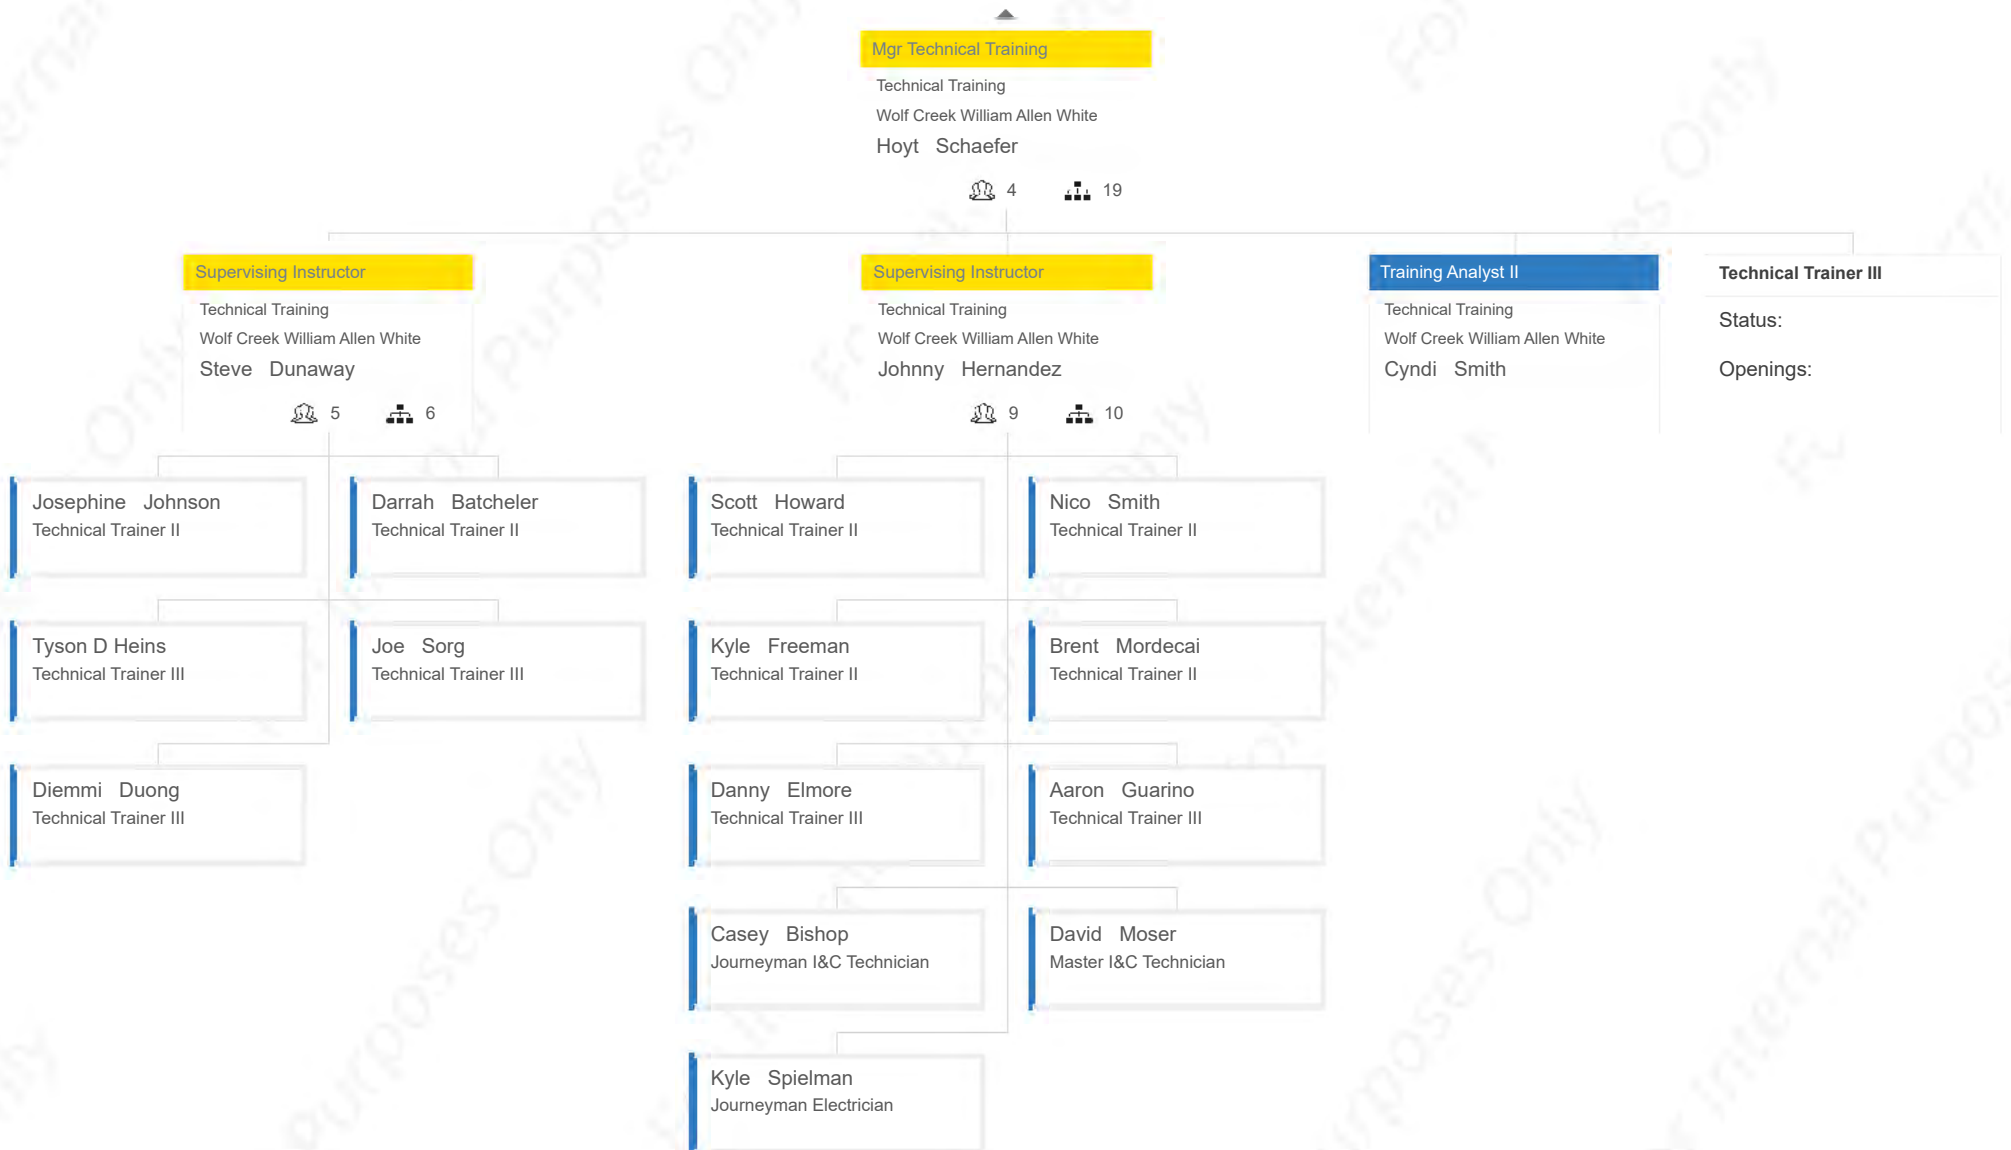 Mgr Technical Training
Technical Training
Wolf Creek William Allen White
Hoyt Schaefer
4 19
Supervising Instructor
Technical Training
Wolf Creek William Allen White
Steve Dunaway
5 6
Supervising Instructor
Technical Training
Wolf Creek William Allen White
Johnny Hernandez
9 10
Training Analyst II
Technical Training
Wolf Creek William Allen White
Cyndi Smith
Technical Trainer III
Status:
Openings:
Josephine Johnson
Technical Trainer II
Darrah Batcheler
Technical Trainer II
Tyson D Heins
Technical Trainer III
Joe Sorg
Technical Trainer III
Diemmi Duong
Technical Trainer III
Scott Howard
Technical Trainer II
Nico Smith
Technical Trainer II
Kyle Freeman
Technical Trainer II
Brent Mordecai
Technical Trainer II
Danny Elmore
Technical Trainer III
Aaron Guarino
Technical Trainer III
Casey Bishop
Journeyman I&C Technician
David Moser
Master I&C Technician
Kyle Spielman
Journeyman Electrician
For Internal Purposes Only